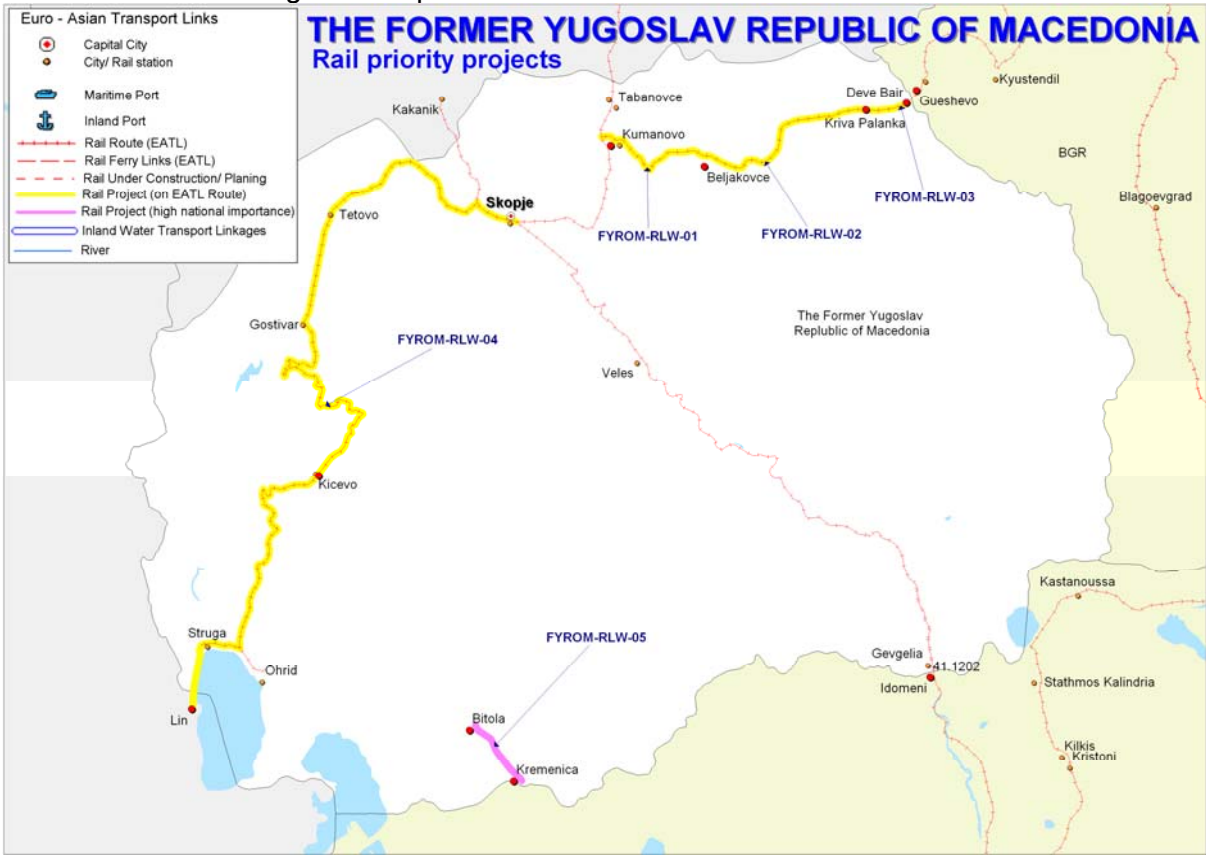 THE FORMER YUGOSLAV REPUBLIC OF MACEDONIA
Rail priority projects
Euro - Asian Transport Links
Capital City
City/ Rail station
Maritime Port
Inland Port
Rail Route (EATL)
Rail Ferry Links (EATL)
Rail Under Construction/ Planing
Rail Project (on EATL Route)
Rail Project (high national importance)
Inland Water Transport Linkages
River
Kakanik
Tabanovce
Kumanovo
Beljakovce
Deve Bair
Gueshevo
Kriva Palanka
Kyustendil
BGR
Blagoevgrad
FYROM-RLW-03
FYROM-RLW-01
FYROM-RLW-02
Skopje
Tetovo
Gostivar
FYROM-RLW-04
The Former Yugoslav
Replublic of Macedonia
Veles
Kicevo
Struga
Ohrid
Lin
FYROM-RLW-05
Bitola
Kremenica
Gevgelia
41.1202
Idomeni
Kastanoussa
Stathmos Kalindria
Kilkis
Kristoni